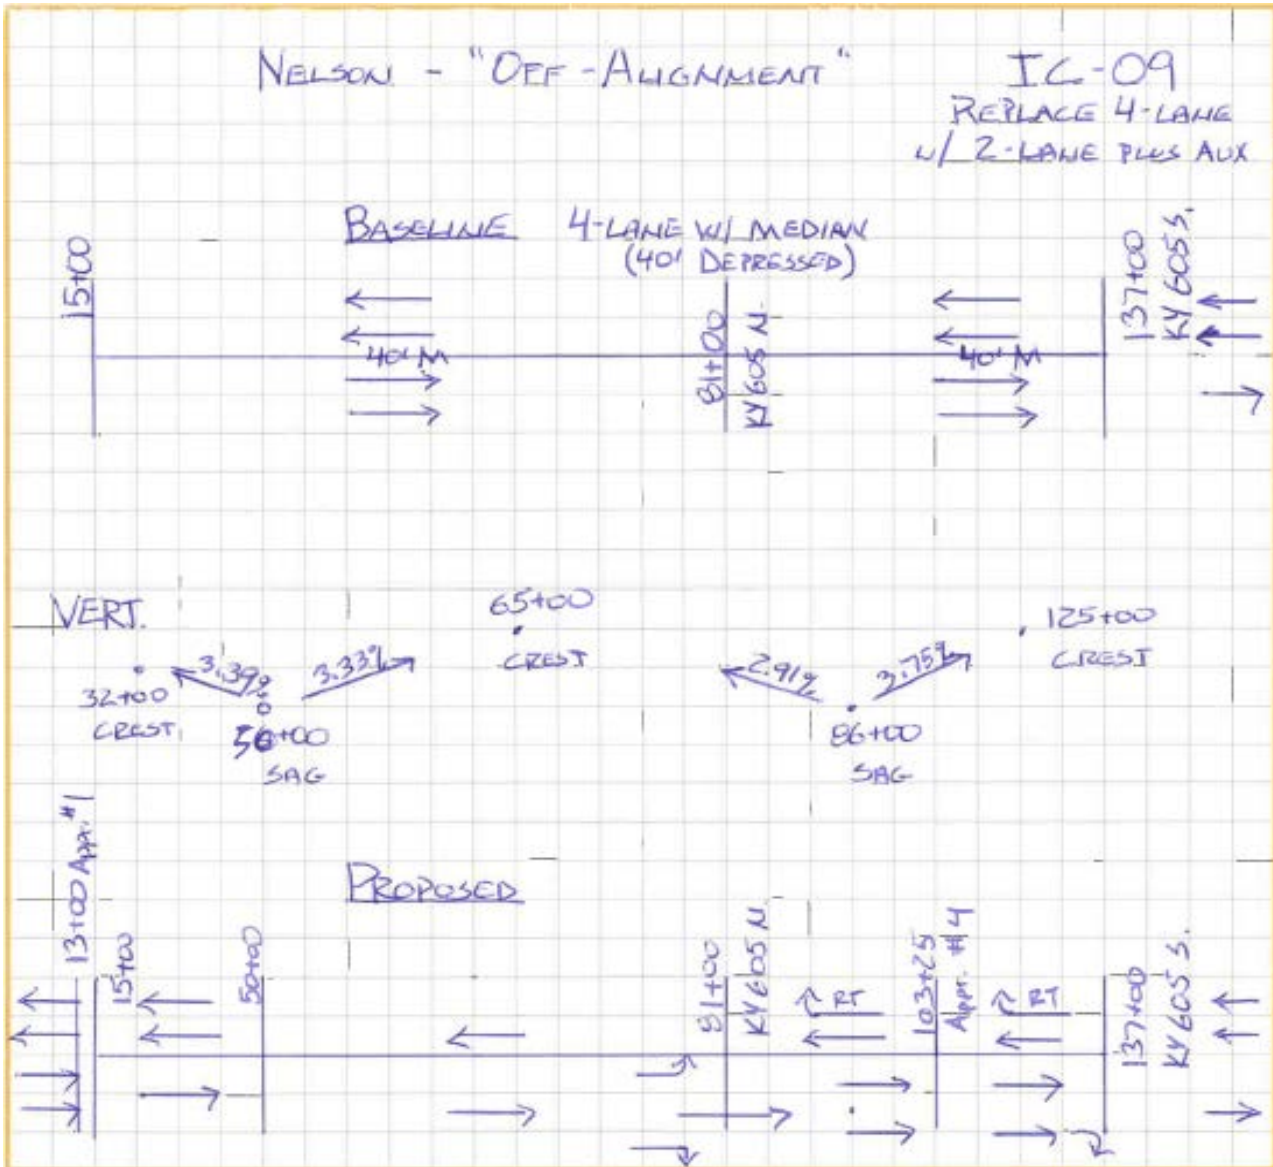 NELSON - "OFF-ALIGNMENT"
IC-09
REPLACE 4-LANE
W/ 2-LANE PLUS AUX
BASELINE 4-LANE W/ MEDIAN
(40' DEPRESSED)
15+00
40' M
81+00
KY 605 N.
40' M
137+00
KY 605 S.
VERT.
32+00
CREST
3.39%
50+00
SAG
3.33%
65+00
CREST
2.91%
86+00
SAG
3.75%
125+00
CREST
PROPOSED
13+00 APPR. #1
15+00
50+00
81+00
KY 605 N.
RT
103+25
APPR. #4
RT
137+00
KY 605 S.